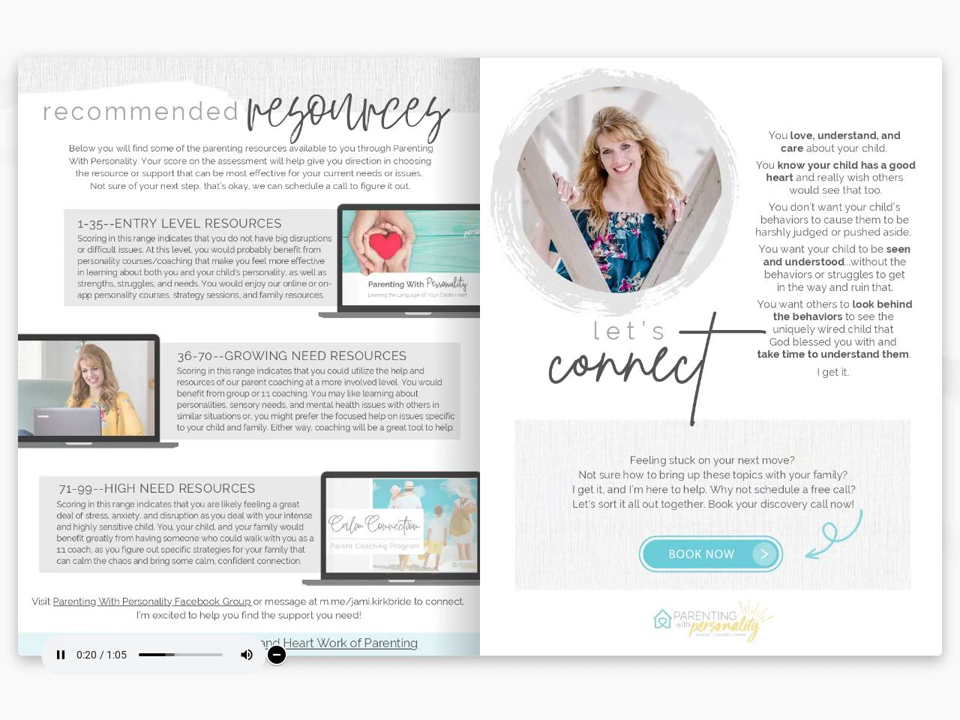 recommended resources
Below you will find some of the parenting resources available to you through Parenting
With Personality. Your score on the assessment will help give you direction in choosing
the resource or support that can be most effective for your current needs or issues.
Not sure of your next step, that's okay, we can schedule a call to figure it out.
1-35--ENTRY LEVEL RESOURCES
Scoring in this range indicates that you do not have big disruptions
or difficult issues. At this level, you would probably benefit from
personality courses/coaching that make you feel more effective
in learning about both you and your child's personality, as well as
strengths, struggles, and needs. You would enjoy our online or on-
app personality courses, strategy sessions, and family resources.
Parenting With Personality
Learning the Language of Your Child's Heart
36-70--GROWING NEED RESOURCES
Scoring in this range indicates that you could utilize the help and
resources of our parent coaching at a more involved level. You would
benefit from group or 1:1 coaching. You may like learning about
personalities, sensory needs, and mental health issues with others in
similar situations or, you might prefer the focused help on issues specific
to your child and family. Either way, coaching will be a great tool to help.
71-99--HIGH NEED RESOURCES
Scoring in this range indicates that you are likely feeling a great
deal of stress, anxiety, and disruption as you deal with your intense
and highly sensitive child. You, your child, and your family would
benefit greatly from having someone who could walk with you as a
1:1 coach, as you figure out specific strategies for your family that
can calm the chaos and bring some calm, confident connection.
Calm Connection
Parent Coaching Program
Visit Parenting With Personality Facebook Group or message at m.me/jami.kirkbride to connect,
I'm excited to help you find the support you need!
and Heart Work of Parenting
0:20 / 1:05
You love, understand, and
care about your child.
You know your child has a good
heart and really wish others
would see that too.
You don't want your child's
behaviors to cause them to be
harshly judged or pushed aside.
You want your child to be seen
and understood...without the
behaviors or struggles to get
in the way and ruin that.
You want others to look behind
the behaviors to see the
uniquely wired child that
God blessed you with and
take time to understand them.
I get it.
let's
connect
Feeling stuck on your next move?
Not sure how to bring up these topics with your family?
I get it, and I'm here to help. Why not schedule a free call?
Let's sort it all out together. Book your discovery call now!
BOOK NOW
PARENTING
with personality